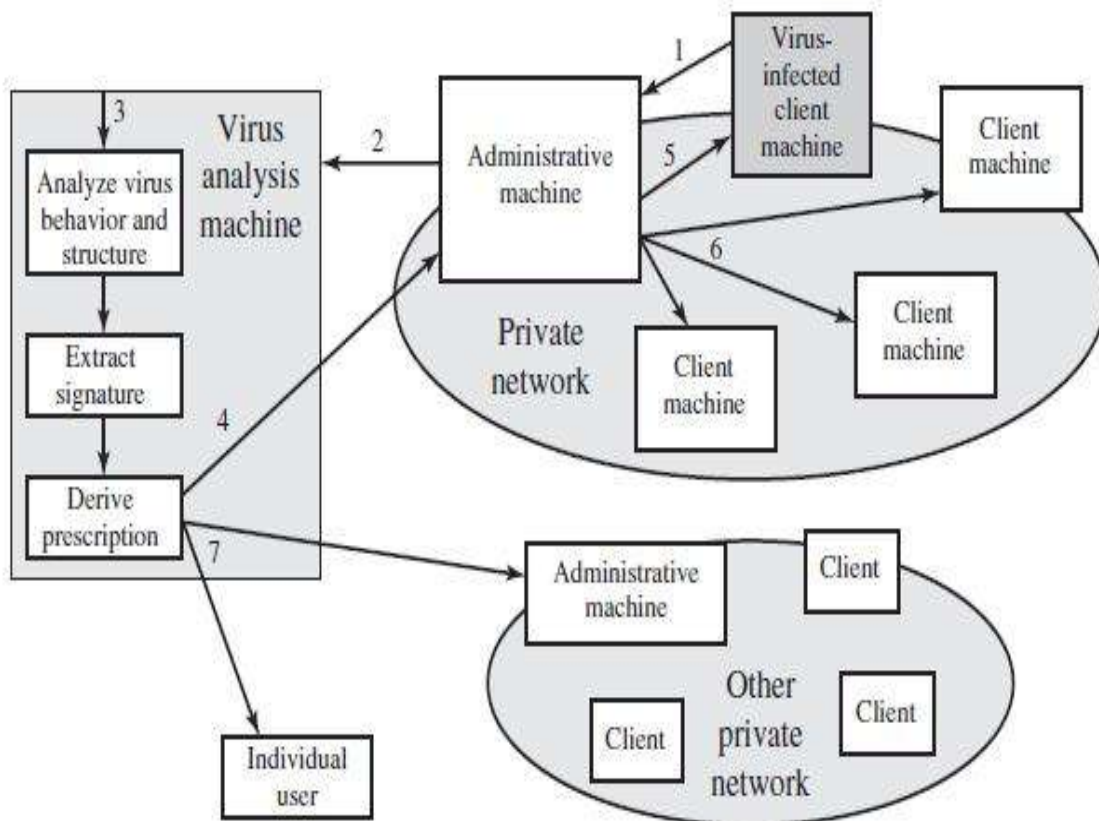 1
Virus-
infected
client
machine
3
Virus
analysis
machine
2
Administrative
machine
5
Client
machine
Analyze virus
behavior and
structure
6
Client
machine
Private
network
Client
machine
Extract
signature
4
Derive
prescription
7
Administrative
machine
Client
Other
private
network
Client
Client
Individual
user